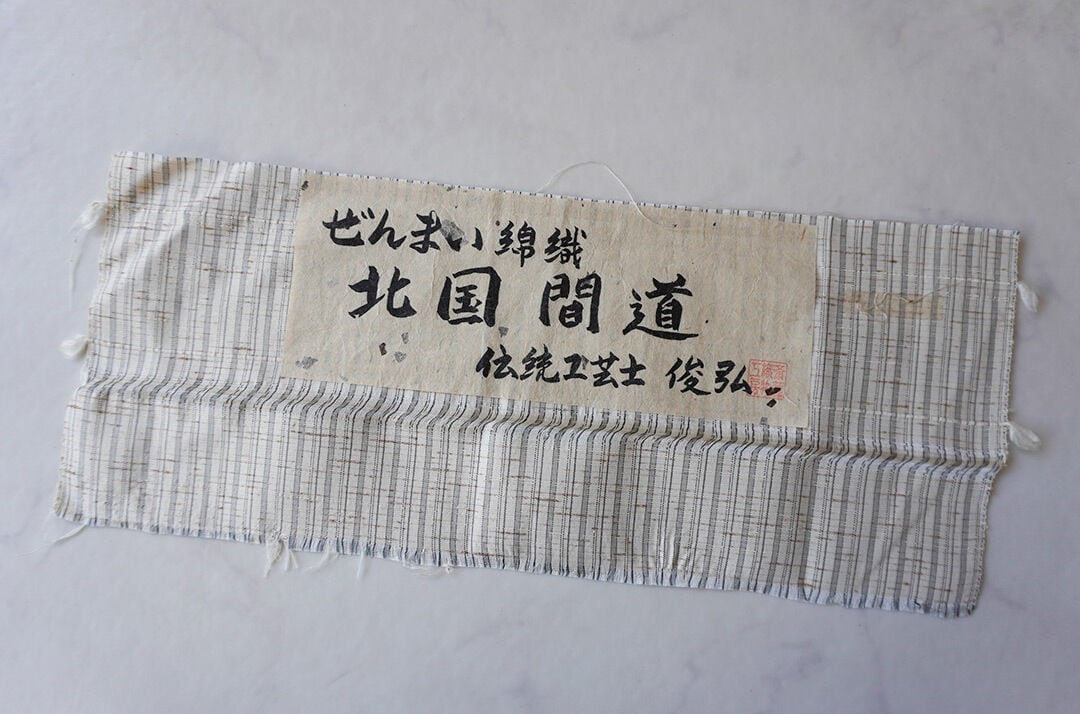 ぜんまい綿織
北国間道
伝統工芸士 俊弘